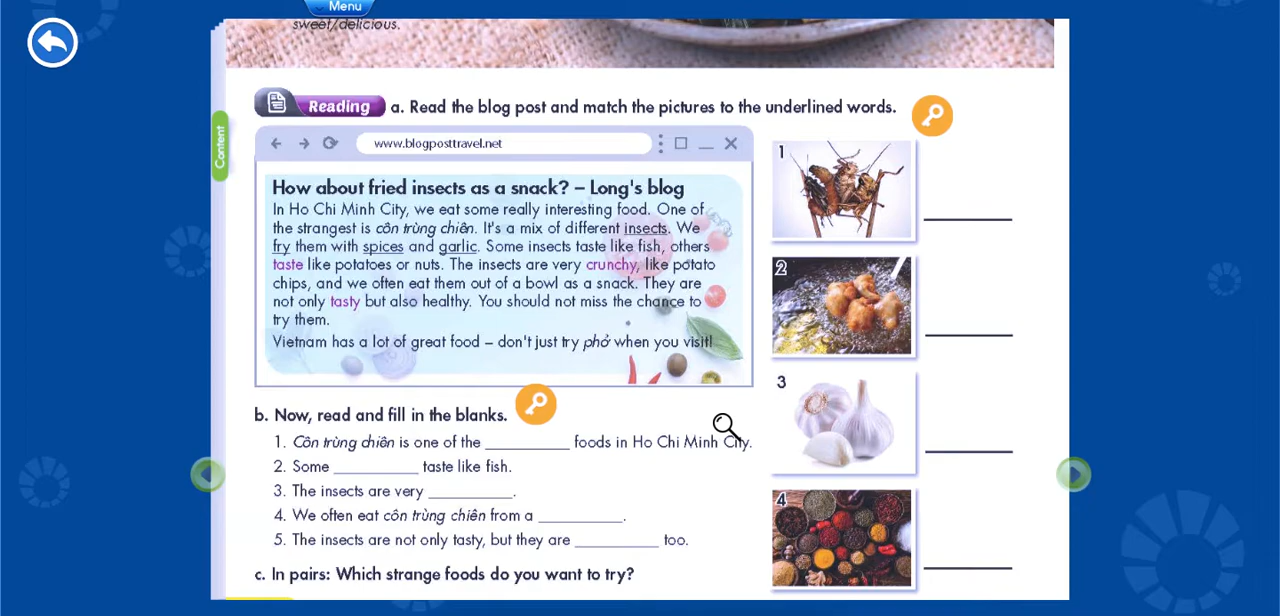 Menu
sweet/delicious.
Content
Reading a. Read the blog post and match the pictures to the underlined words.
www.blogposttravel.net
How about fried insects as a snack? – Long's blog
In Ho Chi Minh City, we eat some really interesting food. One of
the strangest is côn trùng chiên. It's a mix of different insects. We
fry them with spices and garlic. Some insects taste like fish, others
taste like potatoes or nuts. The insects are very crunchy, like potato
chips, and we often eat them out of a bowl as a snack. They are
not only tasty but also healthy. You should not miss the chance to
try them.
Vietnam has a lot of great food – don't just try phở when you visit!
1
2
3
4
b. Now, read and fill in the blanks.
1. Côn trùng chiên is one of the __________ foods in Ho Chi Minh City.
2. Some __________ taste like fish.
3. The insects are very __________.
4. We often eat côn trùng chiên from a __________.
5. The insects are not only tasty, but they are __________ too.
c. In pairs: Which strange foods do you want to try?